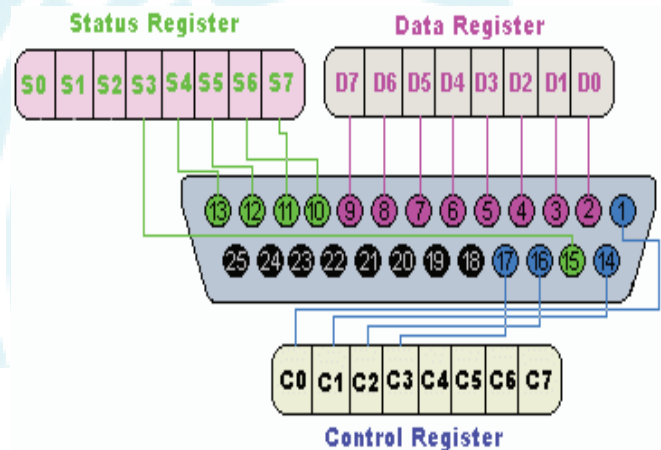 Status Register
Data Register
S0 S1 S2 S3 S4 S5 S6 S7
D7 D6 D5 D4 D3 D2 D1 D0
13 12 11 10 9 8 7 6 5 4 3 2 1
25 24 23 22 21 20 19 18 17 16 15 14
C0 C1 C2 C3 C4 C5 C6 C7
Control Register